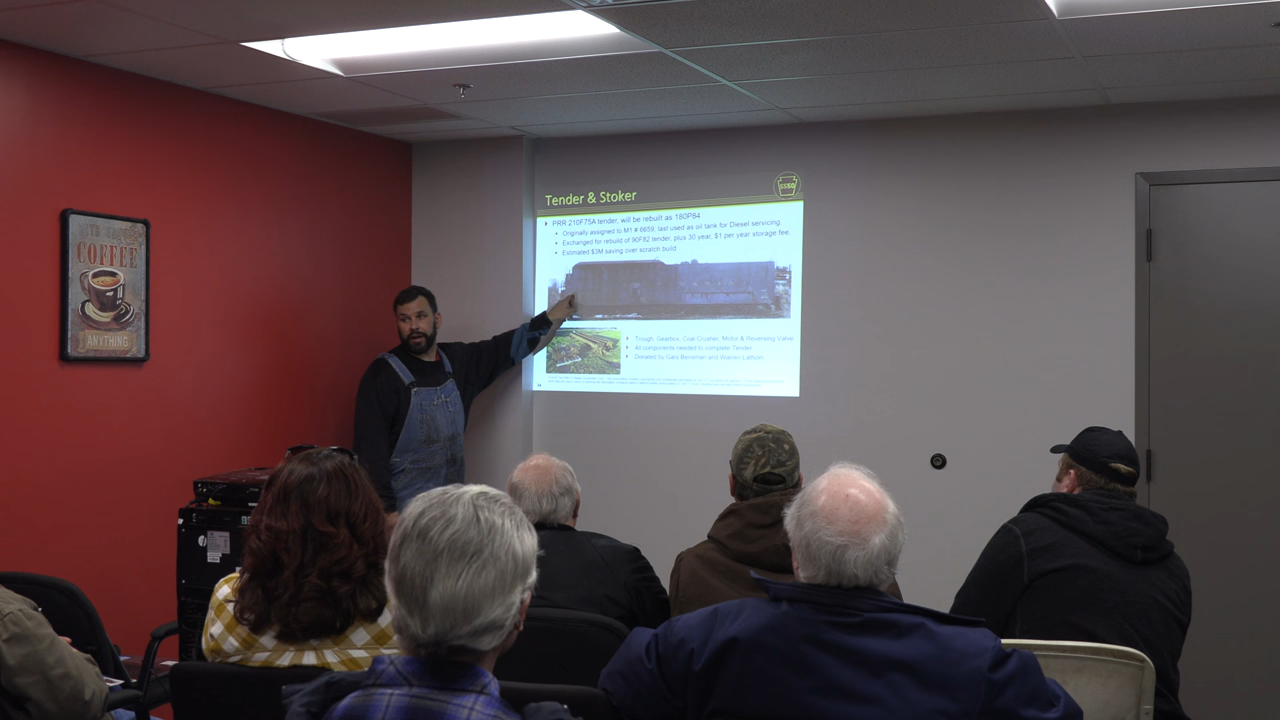 Tender & Stoker
5550
PRR 210F75A tender, will be rebuilt as 180P84
Originally assigned to M1 # 6659, last used as oil tank for Diesel servicing.
Exchanged for rebuild of 90F82 tender, plus 30 year, $1 per year storage fee.
Estimated $3M saving over scratch build
Trough, Gearbox, Coal Crusher, Motor & Reversing Valve
All components needed to complete Tender
Donated by Gary Bensman and Warren Lathom
COFFEE
ANYTHING
hp